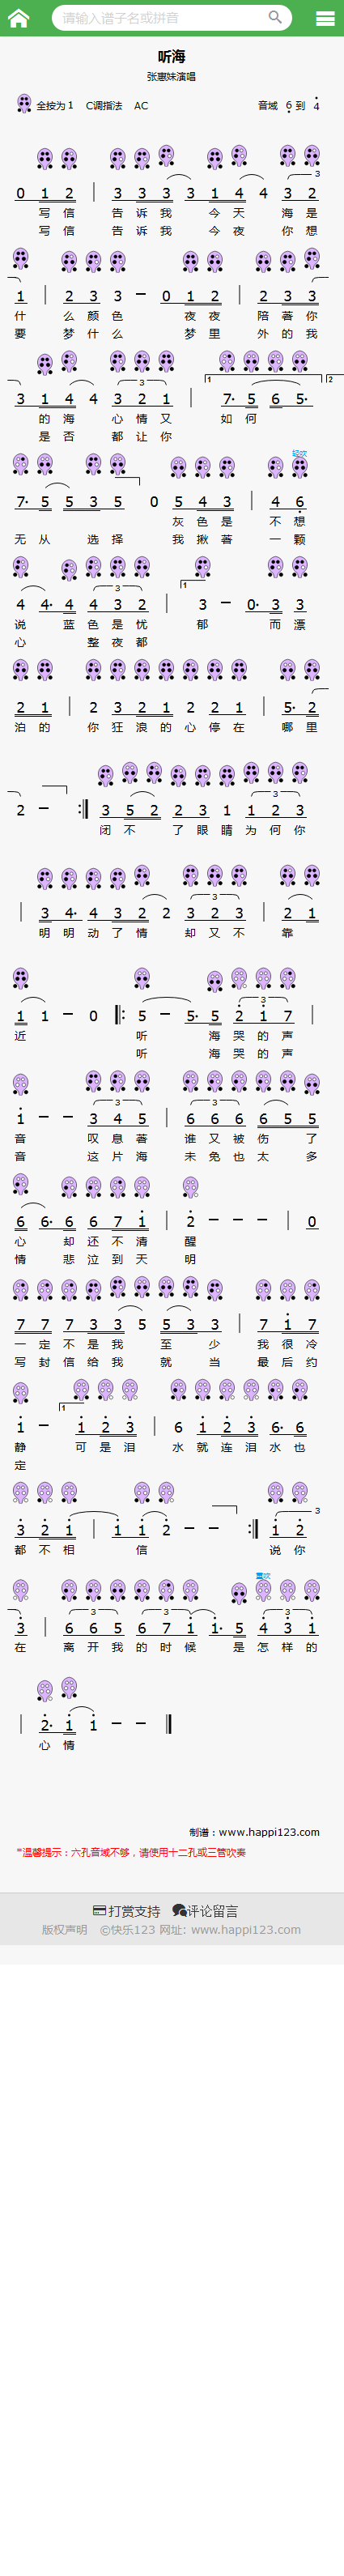 请输入谱子名或拼音
听海
张惠妹演唱
全按为 1 C调指法 AC 音域 6 到 4
3
0 1 2 | 3 3 3 3 1 4 4 3 2
写 信 告 诉 我 今 天 海 是
写 信 告 诉 我 今 夜 你 想
1 | 2 3 3 - 0 1 2 | 2 3 3
什 么 颜 色 夜 夜 陪 著 你
要 梦 什 么 梦 里 外 的 我
3 1 2
3 1 4 4 3 2 1 | 7· 5 6 5·
的 海 心 情 又 如 何
是 否 都 让 你
轻吹
7· 5 5 3 5 0 5 4 3 | 4 6
灰 色 是 不 想
无 从 选 择 我 揪 著 一 颗
3 1
4 4· 4 4 3 2 | 3 - 0· 3 3
说 蓝 色 是 忧 郁 而 漂
心 整 夜 都
2 1 | 2 3 2 1 2 2 1 | 5· 2
泊 的 你 狂 浪 的 心 停 在 哪 里
3
2 - :| 3 5 2 2 3 1 1 2 3
闭 不 了 眼 睛 为 何 你
3
| 3 4· 4 3 2 2 3 2 3 | 2 1
明 明 动 了 情 却 又 不 靠
3
1 1 - 0 |: 5 - 5· 5 2 1 7 |
近 听 海 哭 的 声
听 海 哭 的 声
3 3 3
1 - - 3 4 5 | 6 6 6 6 5 5
音 叹 息 著 谁 又 被 伤 了
音 这 片 海 未 免 也 太 多
6 6· 6 6 7 1 | 2 - - - | 0
心 却 还 不 清 醒
情 悲 泣 到 天 明
7 7 7 3 3 5 5 3 3 | 7 1 7
一 定 不 是 我 至 少 我 很 冷
写 封 信 给 我 就 当 最 后 约
1
1 - 1 2 3 | 6 1 2 3 6· 6
静 可 是 泪 水 就 连 泪 水 也
定
3
3 2 1 | 1 1 2 - - :| 1 2
都 不 相 信 说 你
重吹
3 3 3
3 | 6 6 5 6 7 1 1· 5 4 3 1
在 离 开 我 的 时 候 是 怎 样 的
| 2· 1 1 - - |
心 情
制谱：www.happi123.com
*温馨提示：六孔音域不够，请使用十二孔或三管吹奏
打赏支持 评论留言
版权声明 ©快乐123 网址: www.happi123.com